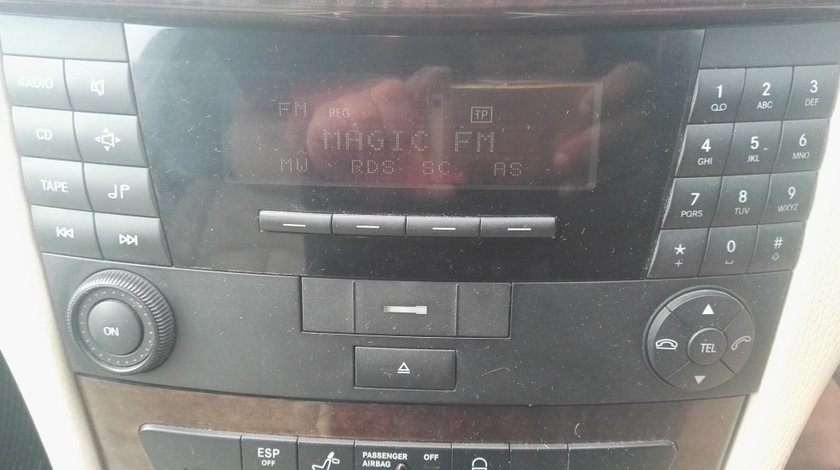 RADIO
CD
TAPE
FM REG TP
MAGIC FM
MW RDS SC AS
1
2 ABC
3 DEF
4 GHI
5 JKL
6 MNO
7 PQRS
8 TUV
9 WXYZ
* +
0
#
ON
TEL
ESP OFF
PASSENGER AIRBAG OFF